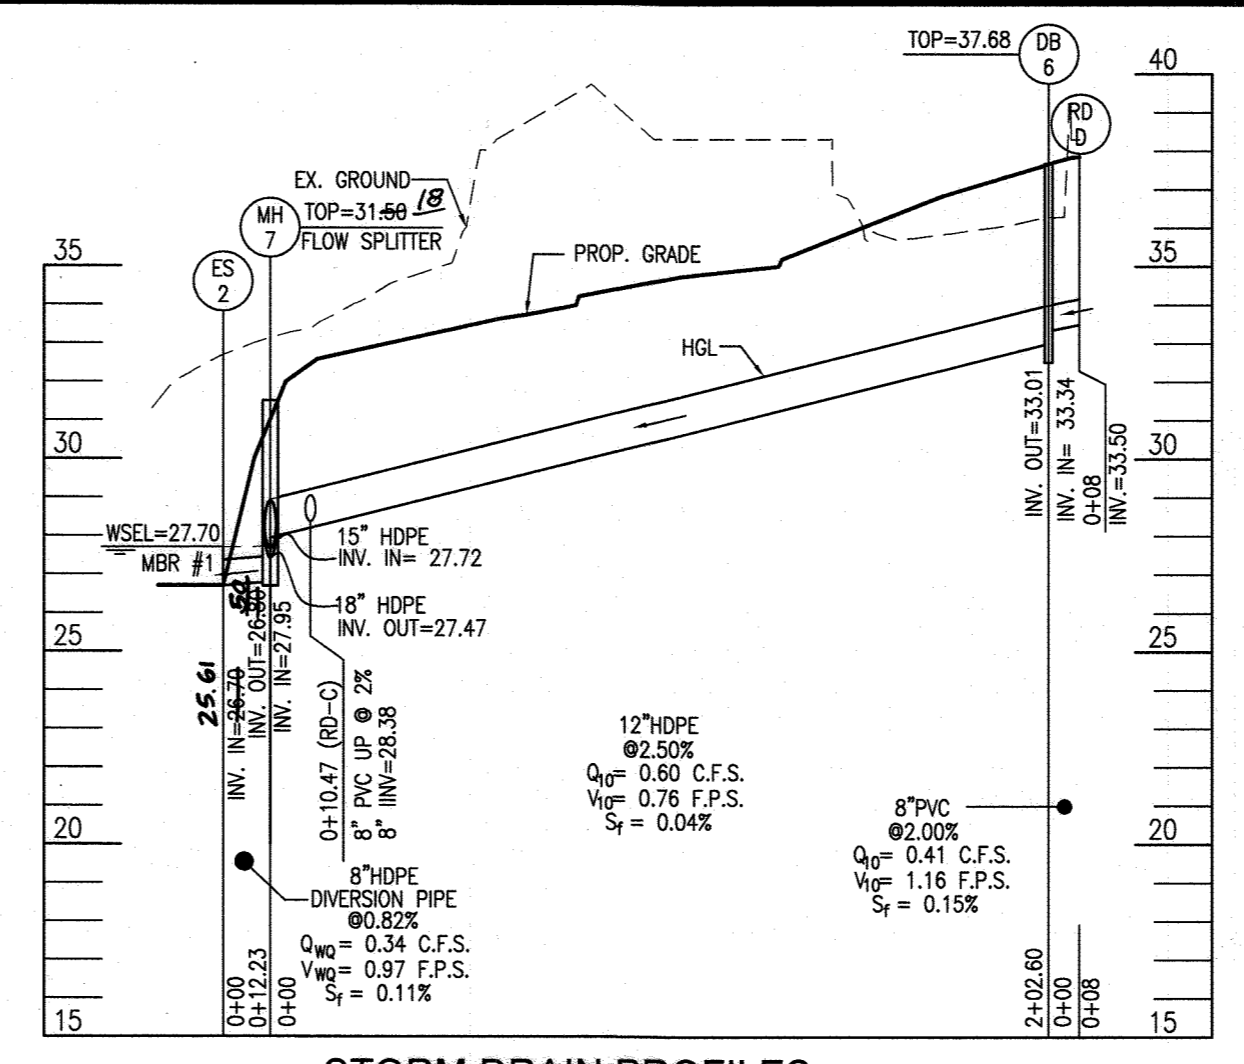 TOP=37.68
DB
6
40
RD
D
EX. GROUND
MH
7
TOP=31.50 18
FLOW SPLITTER
35
ES
2
PROP. GRADE
35
HGL
30
30
INV. OUT=33.01
INV. IN= 33.34
0+08
INV.=33.50
WSEL=27.70
MBR #1
15" HDPE
INV. IN= 27.72
18" HDPE
INV. OUT=27.47
25
25
25.61
INV. IN=26.70
50
INV. OUT=26.80
INV. IN=27.95
0+10.47 (RD-C)
8" PVC UP @ 2%
8" IINV=28.38
12"HDPE
@2.50%
Q10= 0.60 C.F.S.
V10= 0.76 F.P.S.
Sf = 0.04%
8"PVC
@2.00%
Q10= 0.41 C.F.S.
V10= 1.16 F.P.S.
Sf = 0.15%
20
20
8"HDPE
DIVERSION PIPE
@0.82%
QWQ= 0.34 C.F.S.
VWQ= 0.97 F.P.S.
Sf = 0.11%
0+00
0+12.23
0+00
2+02.60
0+00
0+08
15
15
STORM DRAIN PROFILES